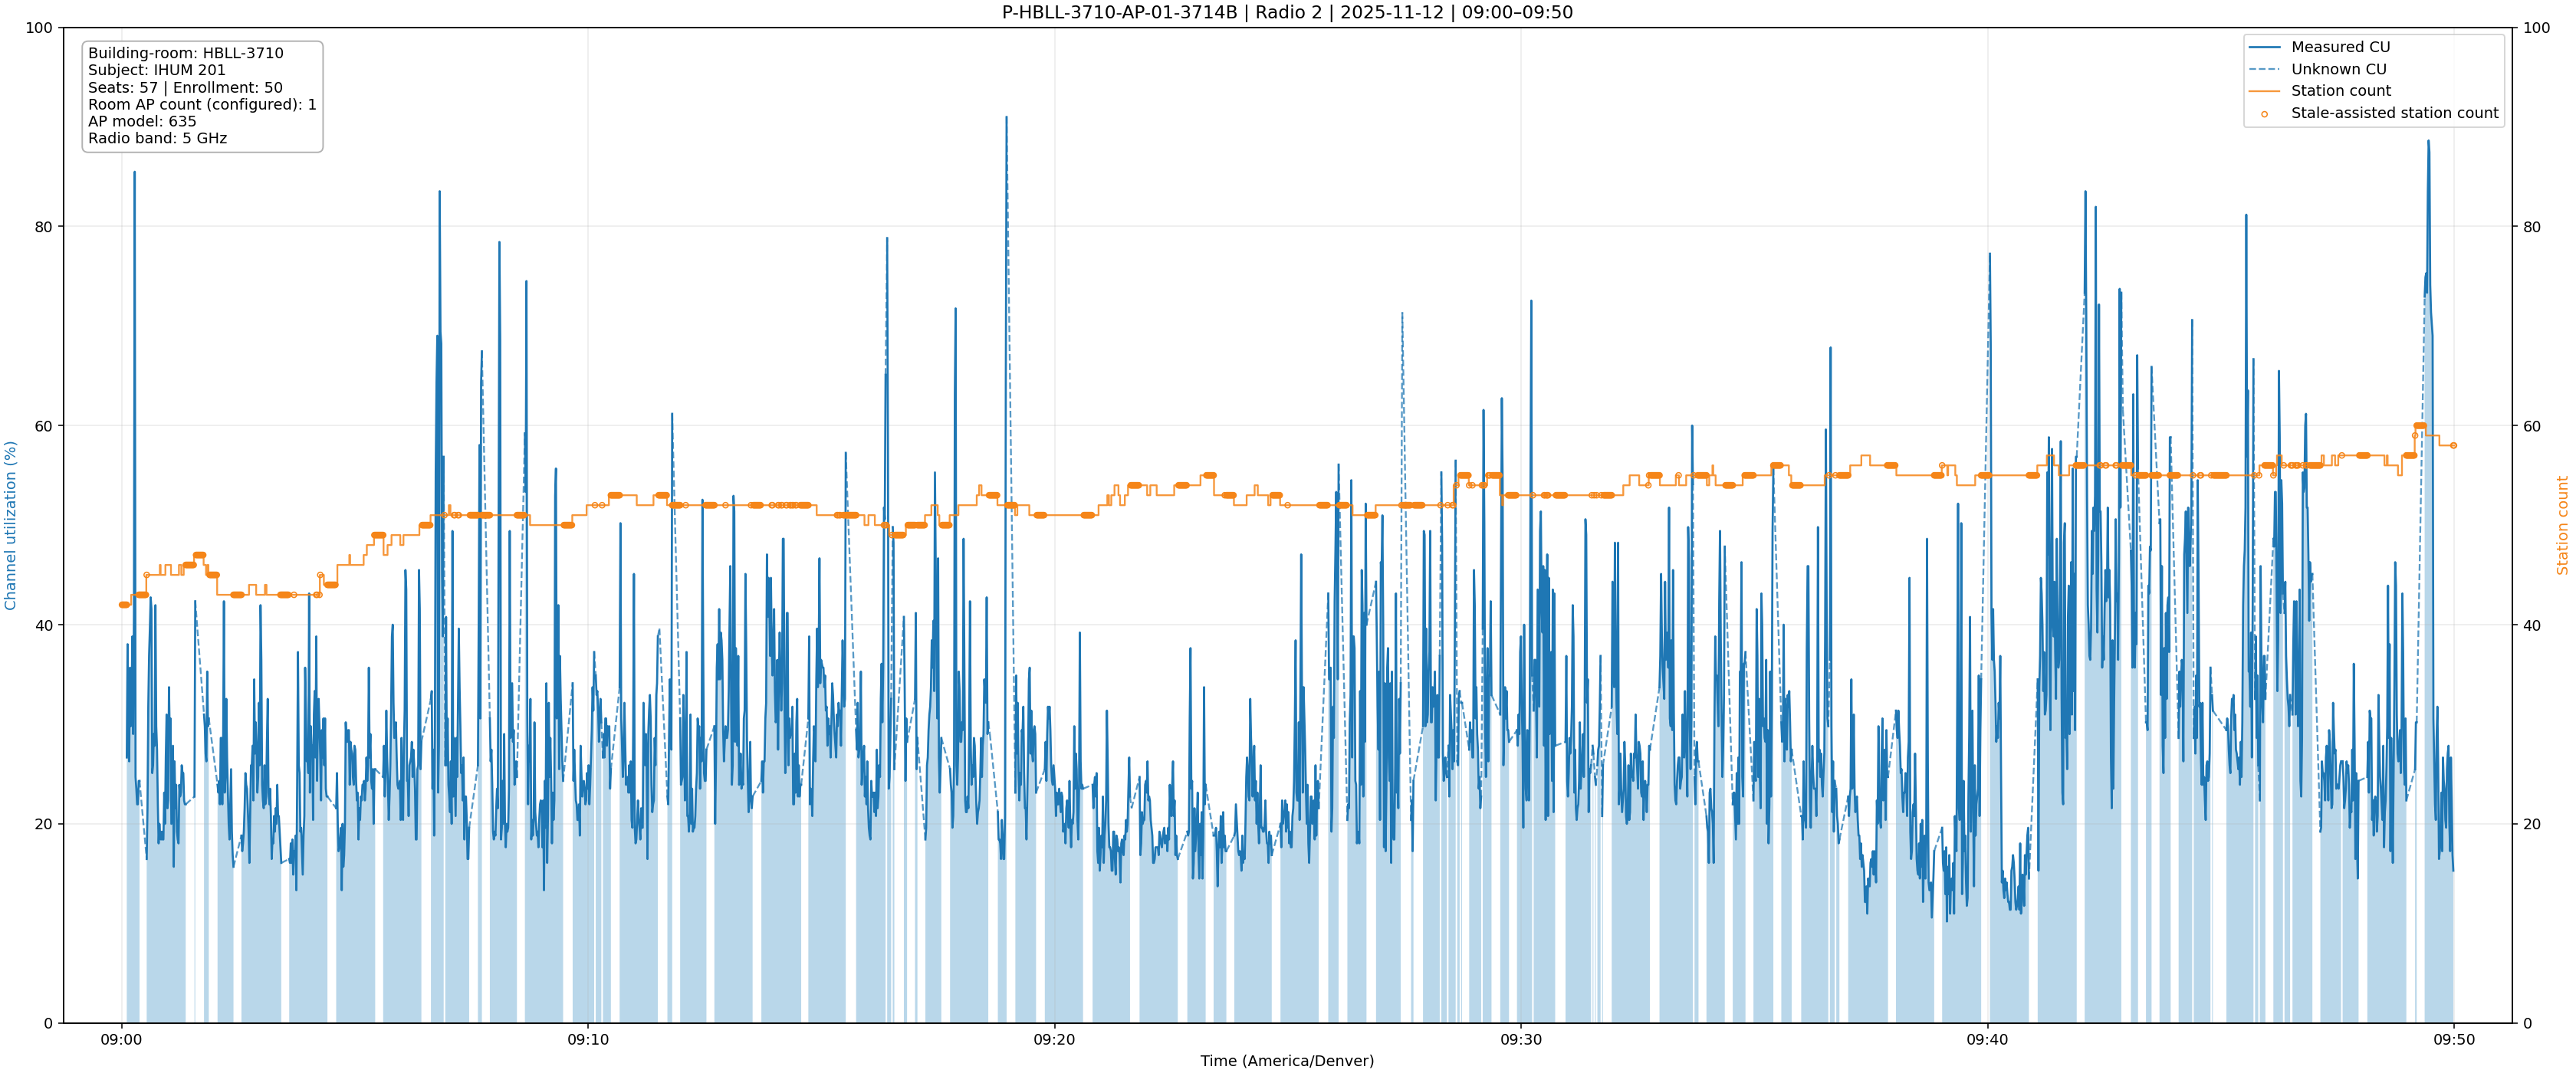 P-HBLL-3710-AP-01-3714B | Radio 2 | 2025-11-12 | 09:00–09:50
Building-room: HBLL-3710
Subject: IHUM 201
Seats: 57 | Enrollment: 50
Room AP count (configured): 1
AP model: 635
Radio band: 5 GHz
Measured CU
Unknown CU
Station count
Stale-assisted station count
100
80
60
40
20
0
Channel utilization (%)
100
80
60
40
20
0
Station count
09:00
09:10
09:20
09:30
09:40
09:50
Time (America/Denver)